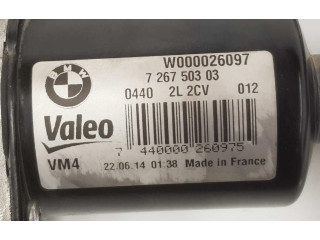 BMW
W000026097
7 267 503 03
0440 2L 2CV 012
Valeo
VM4
7 440000 260975
22.06.14 01:38 Made in France